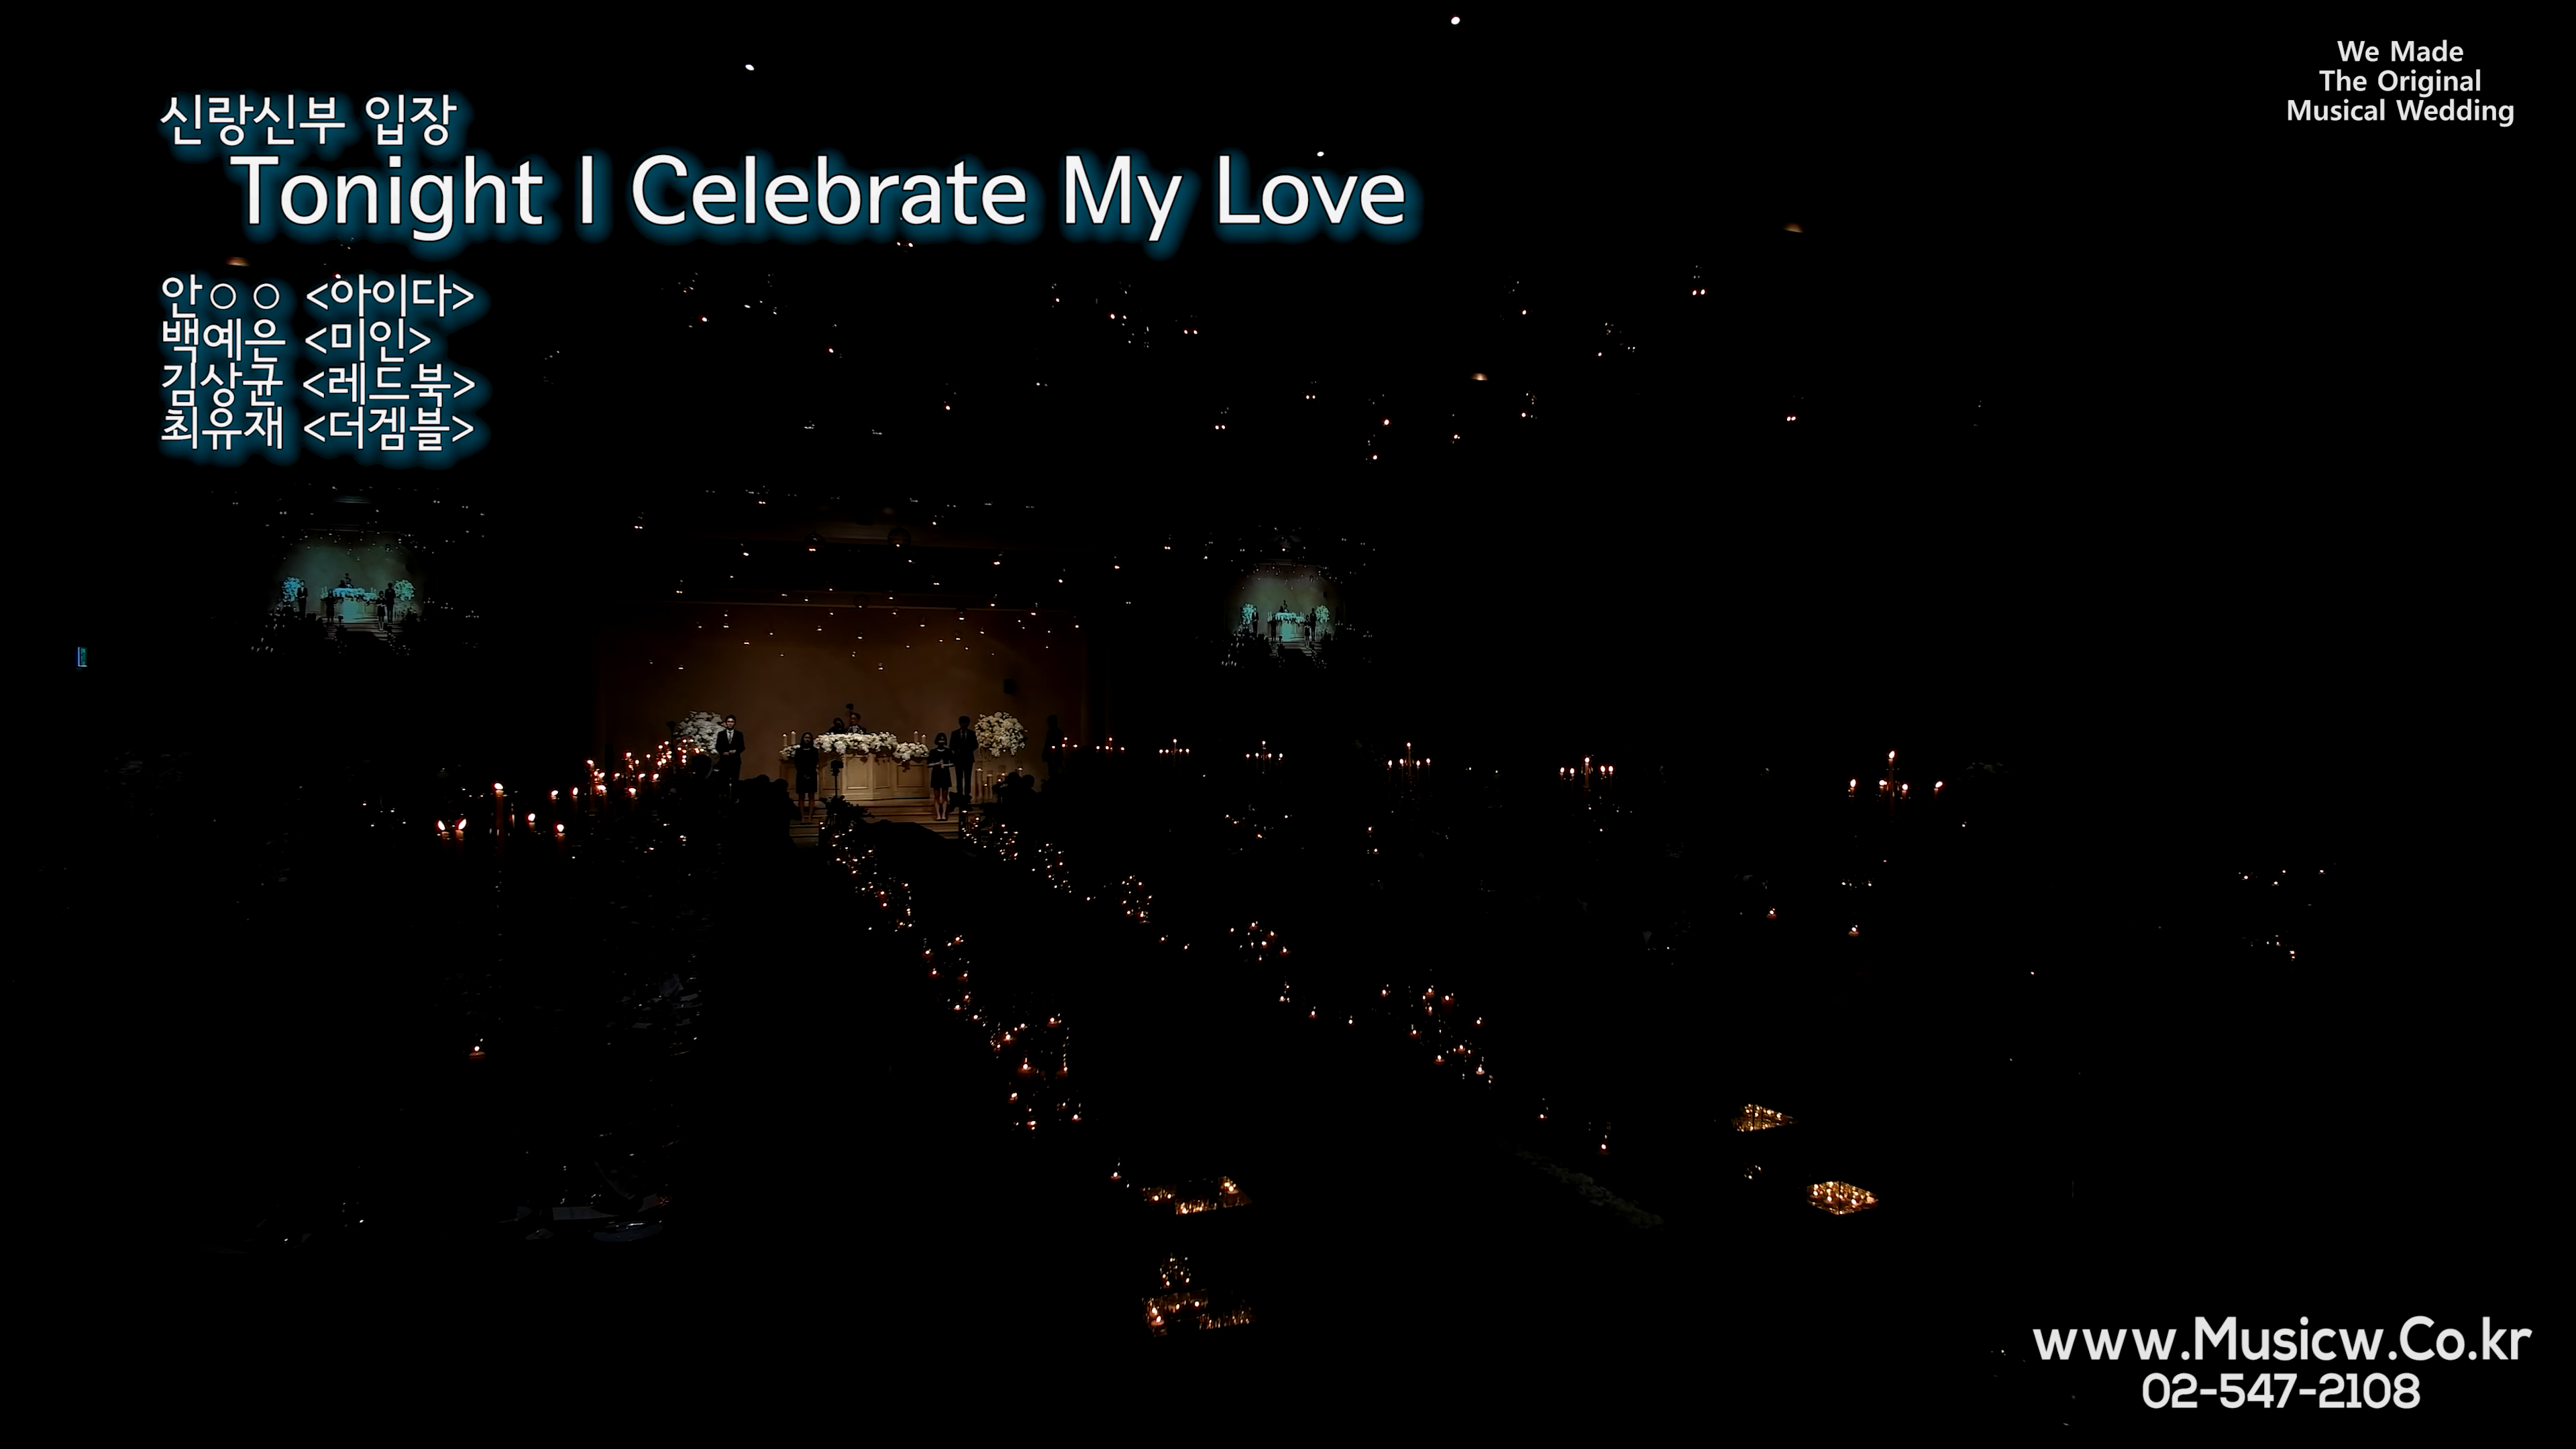 신랑신부 입장
Tonight I Celebrate My Love
안○○ <아이다>
백예은 <미인>
김상균 <레드북>
최유재 <더겜블>
We Made
The Original
Musical Wedding
www.Musicw.Co.kr
02-547-2108